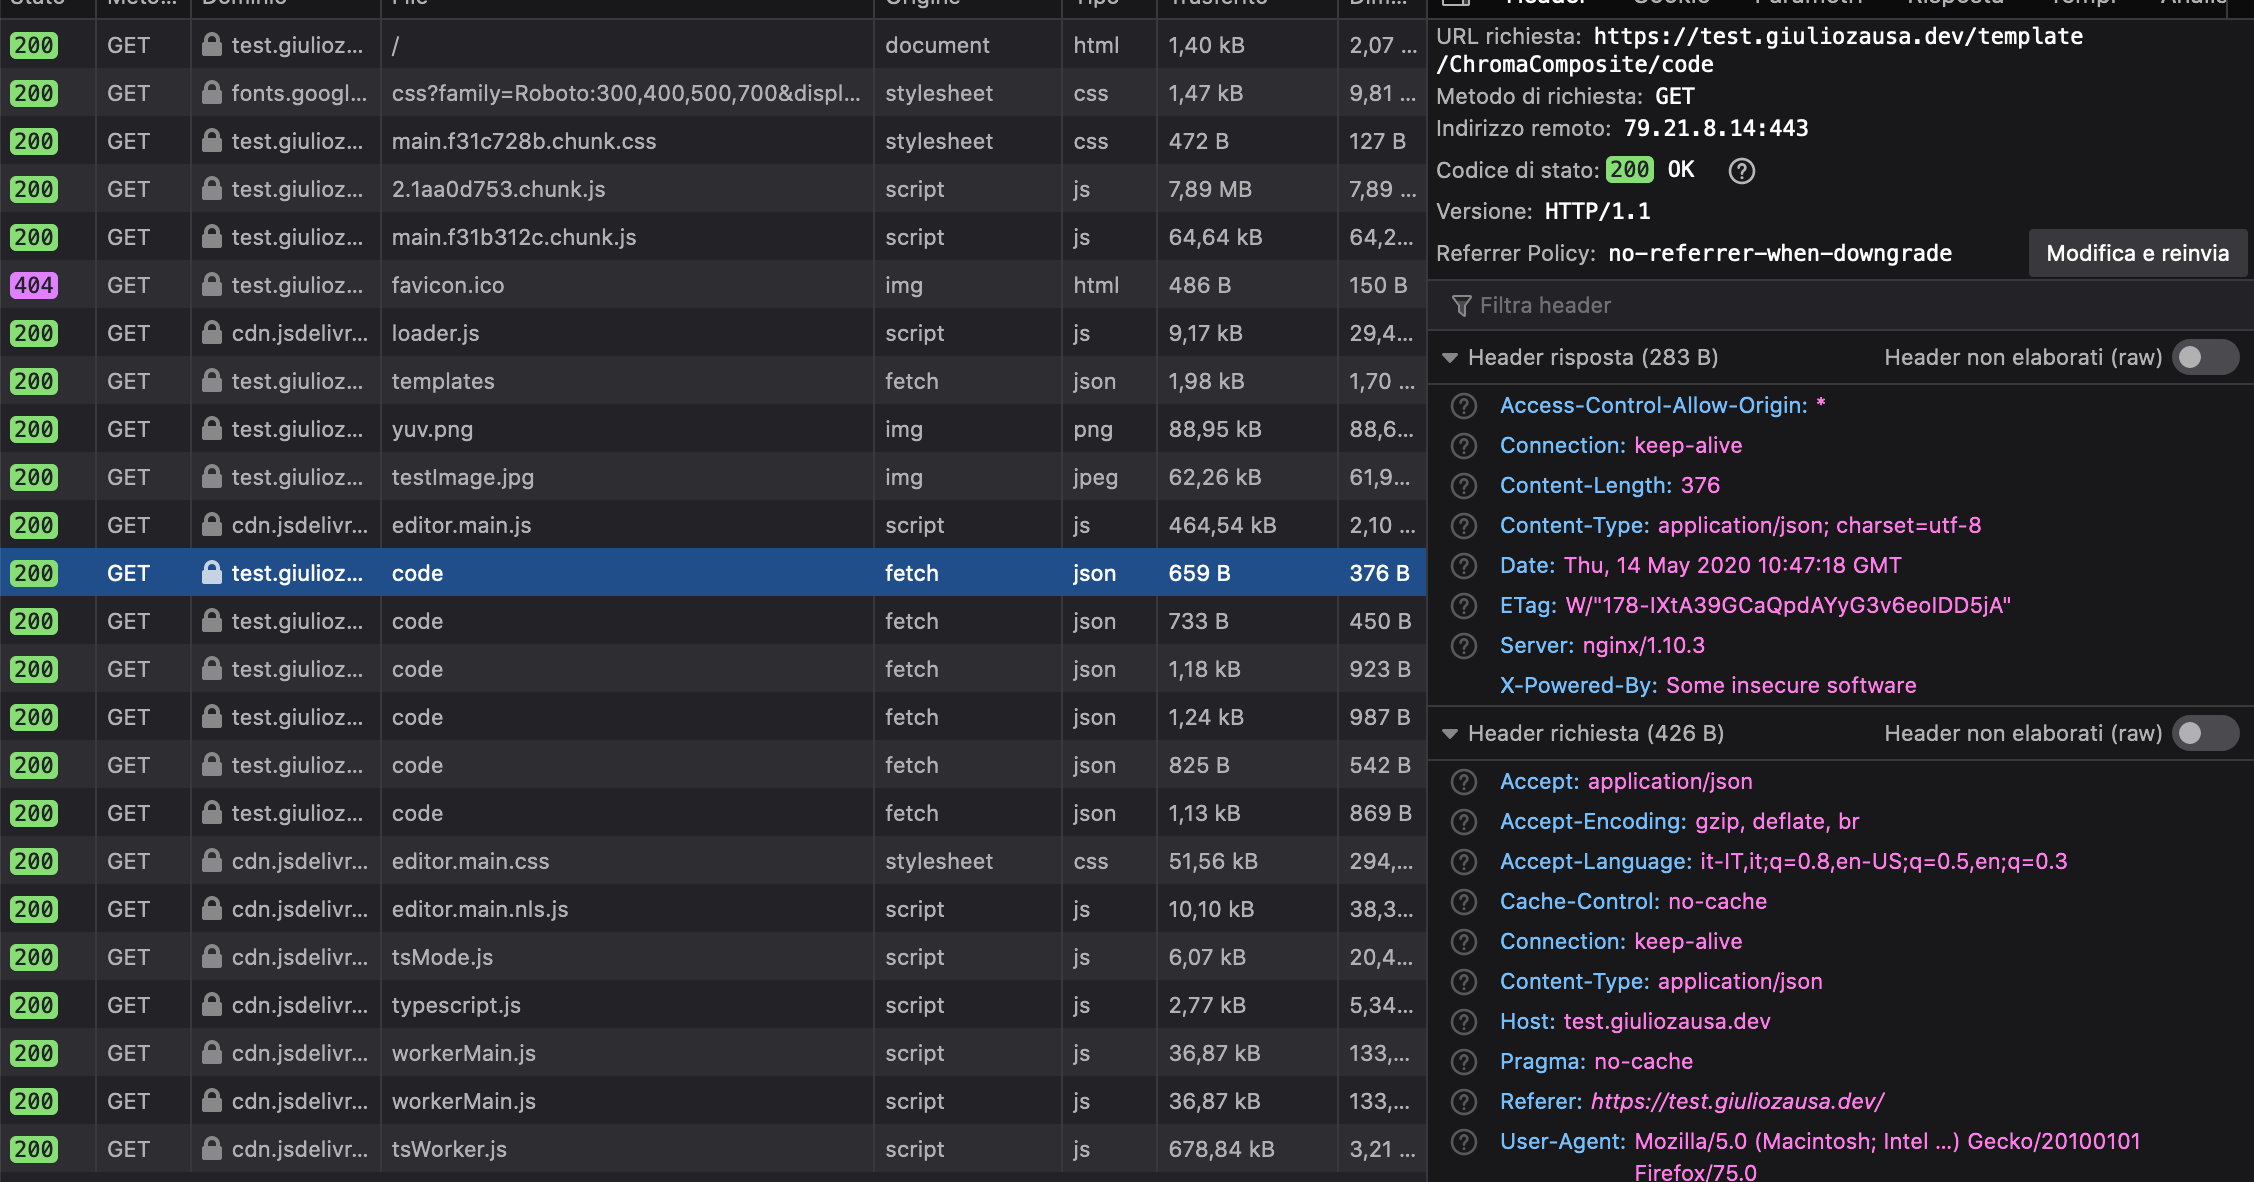 Stato Meto... Dominio File Origine Tipo Trasferito Dim...
200 GET test.giulioz... / document html 1,40 kB 2,07 ...
200 GET fonts.googl... css?family=Roboto:300,400,500,700&displ... stylesheet css 1,47 kB 9,81 ...
200 GET test.giulioz... main.f31c728b.chunk.css stylesheet css 472 B 127 B
200 GET test.giulioz... 2.1aa0d753.chunk.js script js 7,89 MB 7,89 ...
200 GET test.giulioz... main.f31b312c.chunk.js script js 64,64 kB 64,2...
404 GET test.giulioz... favicon.ico img html 486 B 150 B
200 GET cdn.jsdelivr... loader.js script js 9,17 kB 29,4...
200 GET test.giulioz... templates fetch json 1,98 kB 1,70 ...
200 GET test.giulioz... yuv.png img png 88,95 kB 88,6...
200 GET test.giulioz... testImage.jpg img jpeg 62,26 kB 61,9...
200 GET cdn.jsdelivr... editor.main.js script js 464,54 kB 2,10 ...
200 GET test.giulioz... code fetch json 659 B 376 B
200 GET test.giulioz... code fetch json 733 B 450 B
200 GET test.giulioz... code fetch json 1,18 kB 923 B
200 GET test.giulioz... code fetch json 1,24 kB 987 B
200 GET test.giulioz... code fetch json 825 B 542 B
200 GET test.giulioz... code fetch json 1,13 kB 869 B
200 GET cdn.jsdelivr... editor.main.css stylesheet css 51,56 kB 294,...
200 GET cdn.jsdelivr... editor.main.nls.js script js 10,10 kB 38,3...
200 GET cdn.jsdelivr... tsMode.js script js 6,07 kB 20,4...
200 GET cdn.jsdelivr... typescript.js script js 2,77 kB 5,34...
200 GET cdn.jsdelivr... workerMain.js script js 36,87 kB 133,...
200 GET cdn.jsdelivr... workerMain.js script js 36,87 kB 133,...
200 GET cdn.jsdelivr... tsWorker.js script js 678,84 kB 3,21 ...
Header Cookie Parametri Risposta Tempi
URL richiesta: https://test.giuliozausa.dev/template
/ChromaComposite/code
Metodo di richiesta: GET
Indirizzo remoto: 79.21.8.14:443
Codice di stato: 200 OK ?
Versione: HTTP/1.1
Referrer Policy: no-referrer-when-downgrade Modifica e reinvia
Filtra header
Header risposta (283 B) Header non elaborati (raw)
? Access-Control-Allow-Origin: *
? Connection: keep-alive
? Content-Length: 376
? Content-Type: application/json; charset=utf-8
? Date: Thu, 14 May 2020 10:47:18 GMT
? ETag: W/"178-lXtA39GCaQpdAYyG3v6eoIDD5jA"
? Server: nginx/1.10.3
X-Powered-By: Some insecure software
Header richiesta (426 B) Header non elaborati (raw)
? Accept: application/json
? Accept-Encoding: gzip, deflate, br
? Accept-Language: it-IT,it;q=0.8,en-US;q=0.5,en;q=0.3
? Cache-Control: no-cache
? Connection: keep-alive
? Content-Type: application/json
? Host: test.giuliozausa.dev
? Pragma: no-cache
? Referer: https://test.giuliozausa.dev/
? User-Agent: Mozilla/5.0 (Macintosh; Intel ...) Gecko/20100101
Firefox/75.0